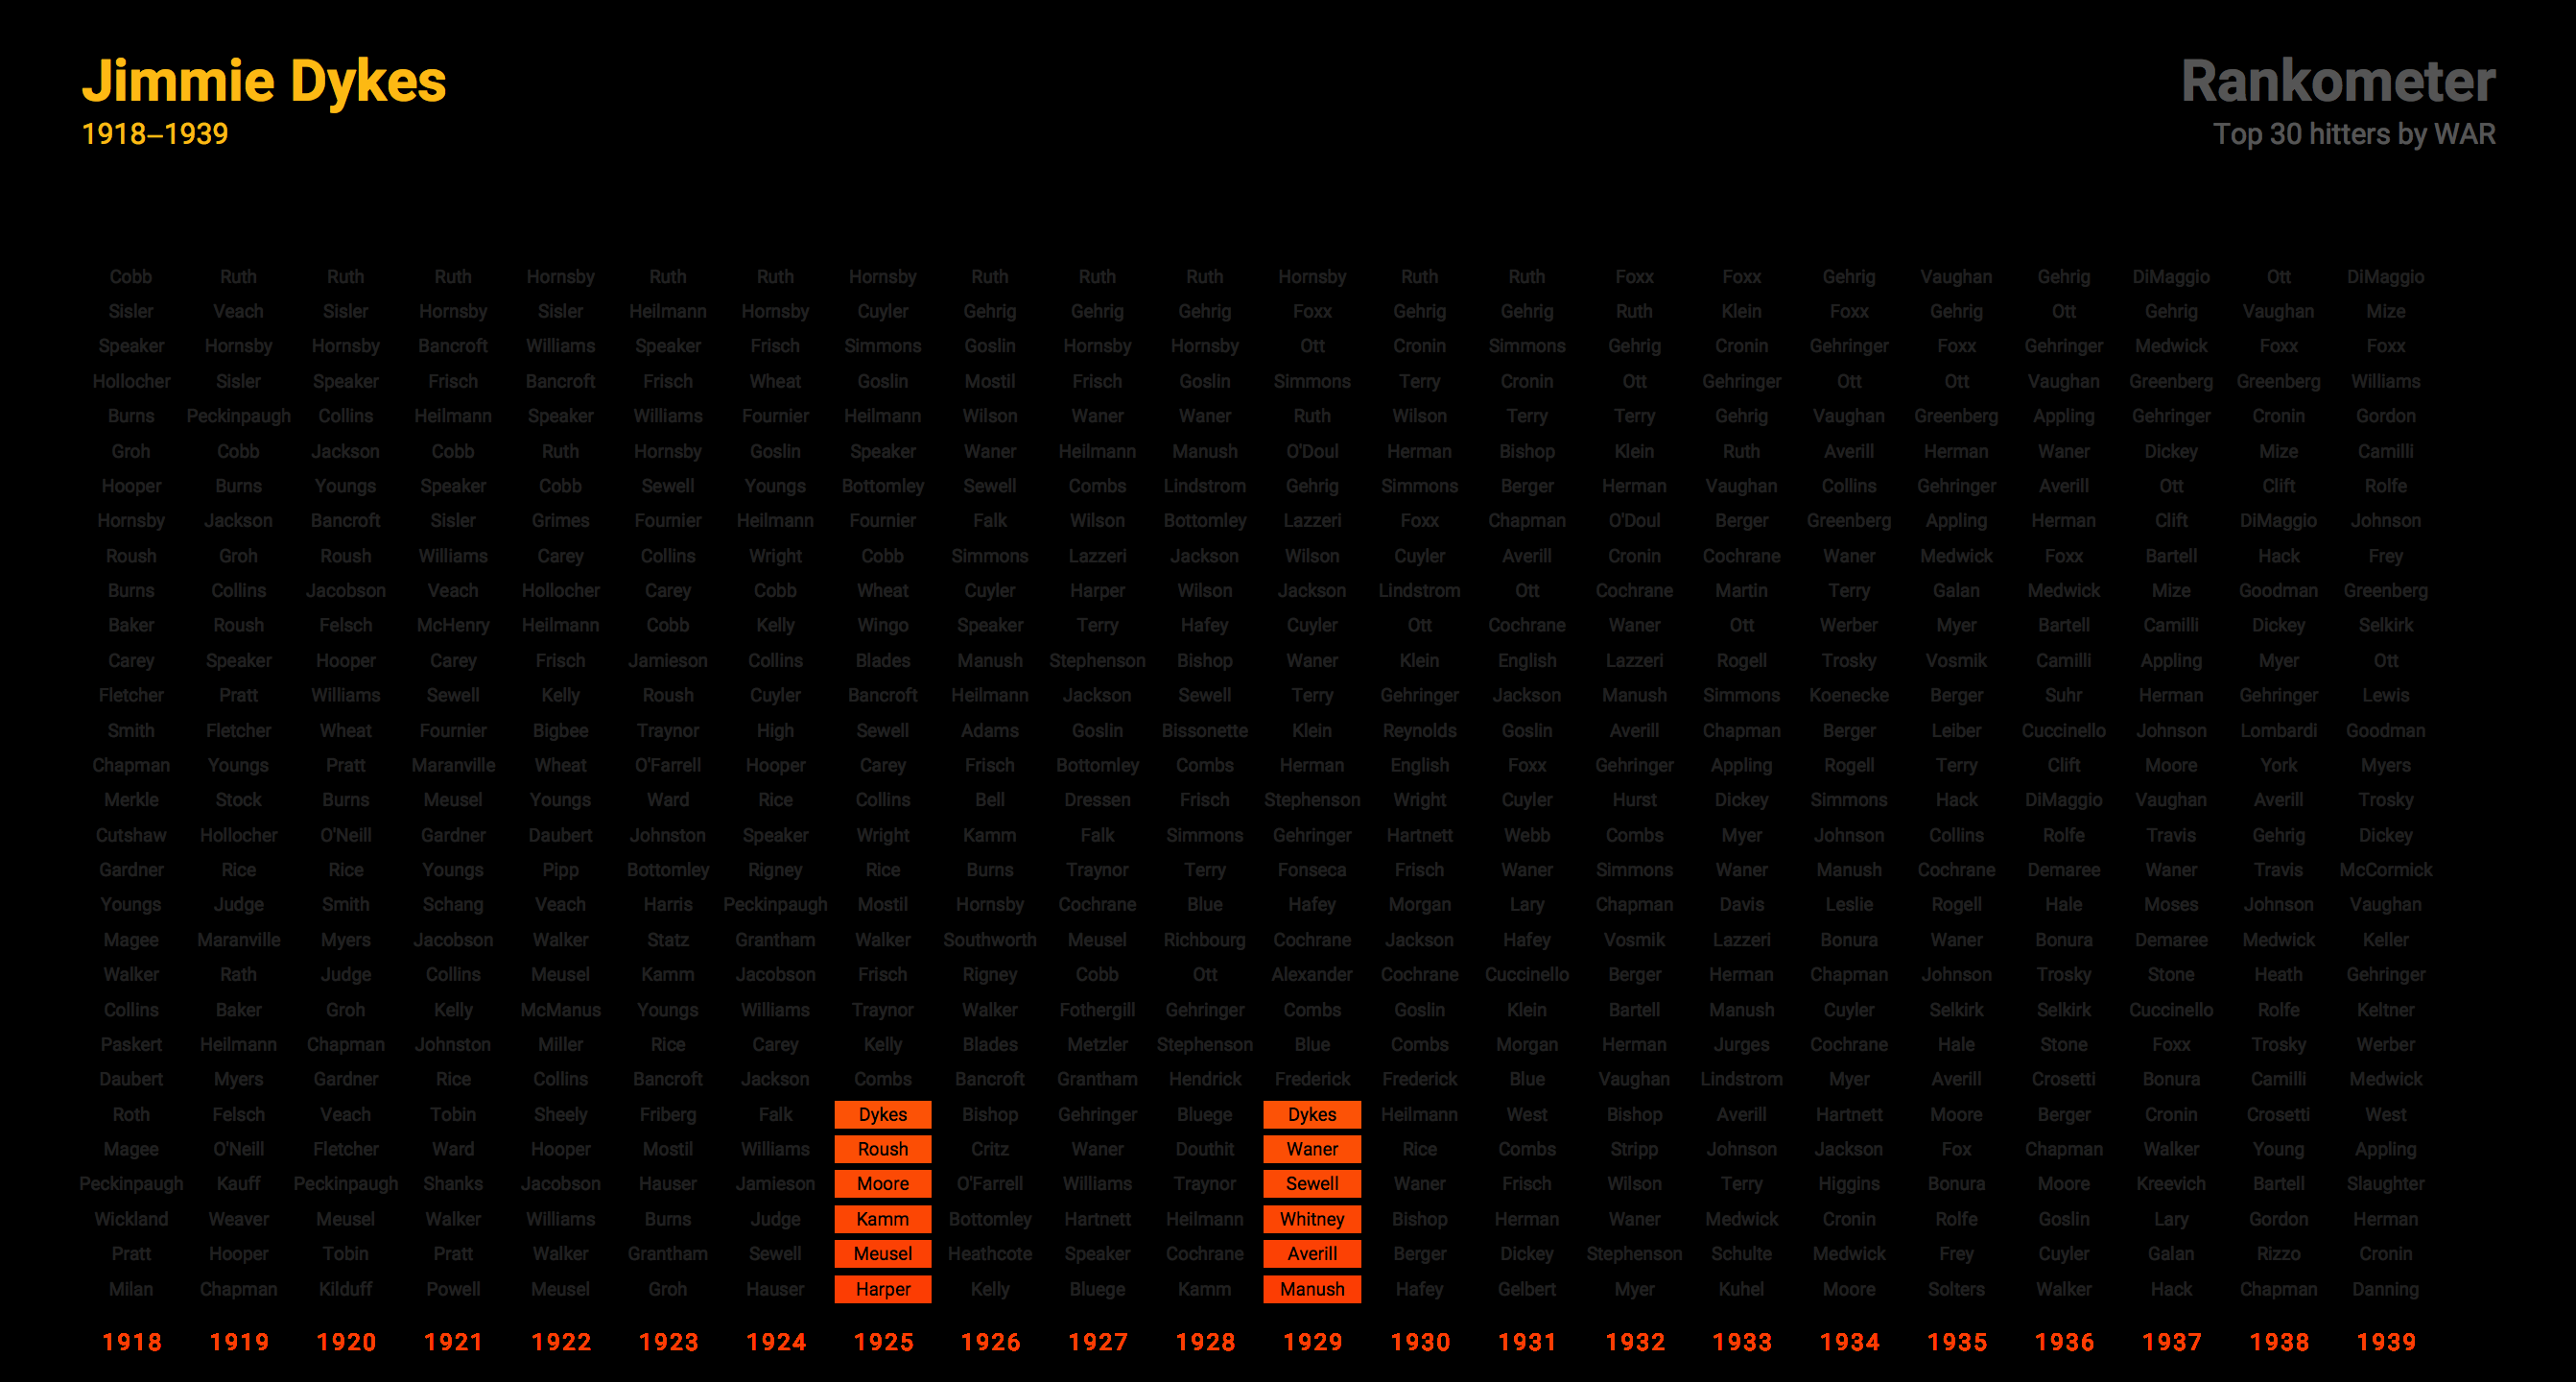 Jimmie Dykes
1918–1939
Rankometer
Top 30 hitters by WAR
Cobb Ruth Ruth Ruth Hornsby Ruth Ruth Hornsby Ruth Ruth Ruth Hornsby Ruth Ruth Foxx Foxx Gehrig Vaughan Gehrig DiMaggio Ott DiMaggio
Sisler Veach Sisler Hornsby Sisler Heilmann Hornsby Cuyler Gehrig Gehrig Gehrig Foxx Gehrig Gehrig Ruth Klein Foxx Gehrig Ott Gehrig Vaughan Mize
Speaker Hornsby Hornsby Bancroft Williams Speaker Frisch Simmons Goslin Hornsby Hornsby Ott Cronin Simmons Gehrig Cronin Gehringer Foxx Gehringer Medwick Foxx Foxx
Hollocher Sisler Speaker Frisch Bancroft Frisch Wheat Goslin Mostil Frisch Goslin Simmons Terry Cronin Ott Gehringer Ott Ott Vaughan Greenberg Greenberg Williams
Burns Peckinpaugh Collins Heilmann Speaker Williams Fournier Heilmann Wilson Waner Waner Ruth Wilson Terry Terry Gehrig Vaughan Greenberg Appling Gehringer Cronin Gordon
Groh Cobb Jackson Cobb Ruth Hornsby Goslin Speaker Waner Heilmann Manush O'Doul Herman Bishop Klein Ruth Averill Herman Waner Dickey Mize Camilli
Hooper Burns Youngs Speaker Cobb Sewell Youngs Bottomley Sewell Combs Lindstrom Gehrig Simmons Berger Herman Vaughan Collins Gehringer Averill Ott Clift Rolfe
Hornsby Jackson Bancroft Sisler Grimes Fournier Heilmann Fournier Falk Wilson Bottomley Lazzeri Foxx Chapman O'Doul Berger Greenberg Appling Herman Clift DiMaggio Johnson
Roush Groh Roush Williams Carey Collins Wright Cobb Simmons Lazzeri Jackson Wilson Cuyler Averill Cronin Cochrane Waner Medwick Foxx Bartell Hack Frey
Burns Collins Jacobson Veach Hollocher Carey Cobb Wheat Cuyler Harper Wilson Jackson Lindstrom Ott Cochrane Martin Terry Galan Medwick Mize Goodman Greenberg
Baker Roush Felsch McHenry Heilmann Cobb Kelly Wingo Speaker Terry Hafey Cuyler Ott Cochrane Waner Ott Werber Myer Bartell Camilli Dickey Selkirk
Carey Speaker Hooper Carey Frisch Jamieson Collins Blades Manush Stephenson Bishop Waner Klein English Lazzeri Rogell Trosky Vosmik Camilli Appling Myer Ott
Fletcher Pratt Williams Sewell Kelly Roush Cuyler Bancroft Heilmann Jackson Sewell Terry Gehringer Jackson Manush Simmons Koenecke Berger Suhr Herman Gehringer Lewis
Smith Fletcher Wheat Fournier Bigbee Traynor High Sewell Adams Goslin Bissonette Klein Reynolds Goslin Averill Chapman Berger Leiber Cuccinello Johnson Lombardi Goodman
Chapman Youngs Pratt Maranville Wheat O'Farrell Hooper Carey Frisch Bottomley Combs Herman English Foxx Gehringer Appling Rogell Terry Clift Moore York Myers
Merkle Stock Burns Meusel Youngs Ward Rice Collins Bell Dressen Frisch Stephenson Wright Cuyler Hurst Dickey Simmons Hack DiMaggio Vaughan Averill Trosky
Cutshaw Hollocher O'Neill Gardner Daubert Johnston Speaker Wright Kamm Falk Simmons Gehringer Hartnett Webb Combs Myer Johnson Collins Rolfe Travis Gehrig Dickey
Gardner Rice Rice Youngs Pipp Bottomley Rigney Rice Burns Traynor Terry Fonseca Frisch Waner Simmons Waner Manush Cochrane Demaree Waner Travis McCormick
Youngs Judge Smith Schang Veach Harris Peckinpaugh Mostil Hornsby Cochrane Blue Hafey Morgan Lary Chapman Davis Leslie Rogell Hale Moses Johnson Vaughan
Magee Maranville Myers Jacobson Walker Statz Grantham Walker Southworth Meusel Richbourg Cochrane Jackson Hafey Vosmik Lazzeri Bonura Waner Bonura Demaree Medwick Keller
Walker Rath Judge Collins Meusel Kamm Jacobson Frisch Rigney Cobb Ott Alexander Cochrane Cuccinello Berger Herman Chapman Johnson Trosky Stone Heath Gehringer
Collins Baker Groh Kelly McManus Youngs Williams Traynor Walker Fothergill Gehringer Combs Goslin Klein Bartell Manush Cuyler Selkirk Selkirk Cuccinello Rolfe Keltner
Paskert Heilmann Chapman Johnston Miller Rice Carey Kelly Blades Metzler Stephenson Blue Combs Morgan Herman Jurges Cochrane Hale Stone Foxx Trosky Werber
Daubert Myers Gardner Rice Collins Bancroft Jackson Combs Bancroft Grantham Hendrick Frederick Frederick Blue Vaughan Lindstrom Myer Averill Crosetti Bonura Camilli Medwick
Roth Felsch Veach Tobin Sheely Friberg Falk Dykes Bishop Gehringer Bluege Dykes Heilmann West Bishop Averill Hartnett Moore Berger Cronin Crosetti West
Magee O'Neill Fletcher Ward Hooper Mostil Williams Roush Critz Waner Douthit Waner Rice Combs Stripp Johnson Jackson Fox Chapman Walker Young Appling
Peckinpaugh Kauff Peckinpaugh Shanks Jacobson Hauser Jamieson Moore O'Farrell Williams Traynor Sewell Waner Frisch Wilson Terry Higgins Bonura Moore Kreevich Bartell Slaughter
Wickland Weaver Meusel Walker Williams Burns Judge Kamm Bottomley Hartnett Heilmann Whitney Bishop Herman Waner Medwick Cronin Rolfe Goslin Lary Gordon Herman
Pratt Hooper Tobin Pratt Walker Grantham Sewell Meusel Heathcote Speaker Cochrane Averill Berger Dickey Stephenson Schulte Medwick Frey Cuyler Galan Rizzo Cronin
Milan Chapman Kilduff Powell Meusel Groh Hauser Harper Kelly Bluege Kamm Manush Hafey Gelbert Myer Kuhel Moore Solters Walker Hack Chapman Danning
1918 1919 1920 1921 1922 1923 1924 1925 1926 1927 1928 1929 1930 1931 1932 1933 1934 1935 1936 1937 1938 1939